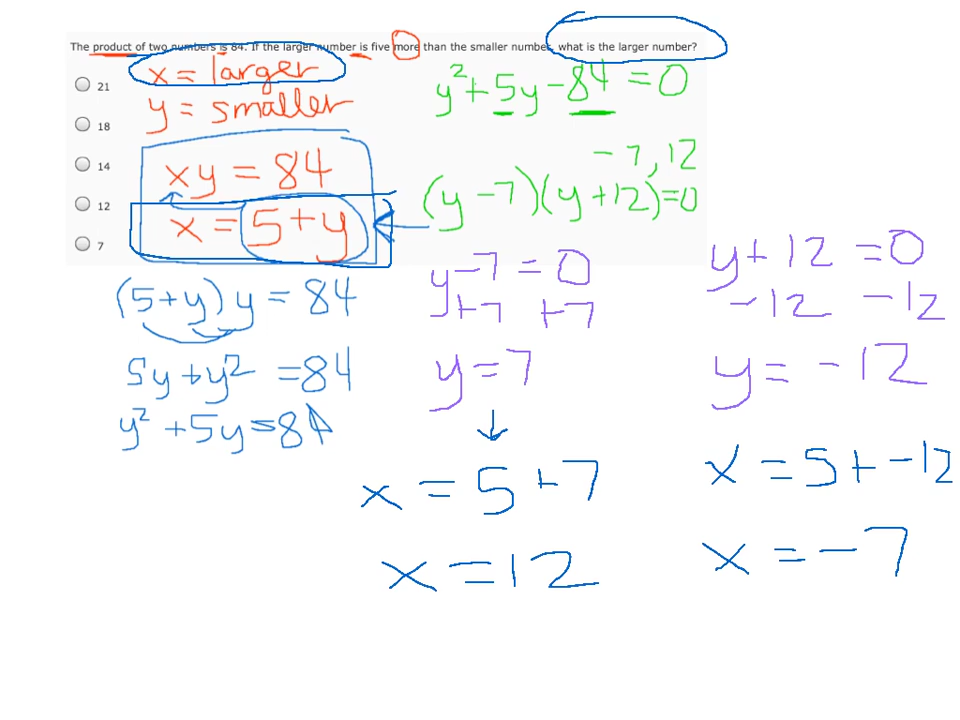 The product of two numbers is 84. If the larger number is five more than the smaller number, what is the larger number?
21
18
14
12
7
x = larger
y = smaller
xy = 84
x = 5 + y
(5 + y) y = 84
5y + y² = 84
y² + 5y = 84
y² + 5y - 84 = 0
-7, 12
(y - 7)(y + 12) = 0
y - 7 = 0
+7 +7
y = 7
x = 5 + 7
x = 12
y + 12 = 0
-12 -12
y = -12
x = 5 + -12
x = -7